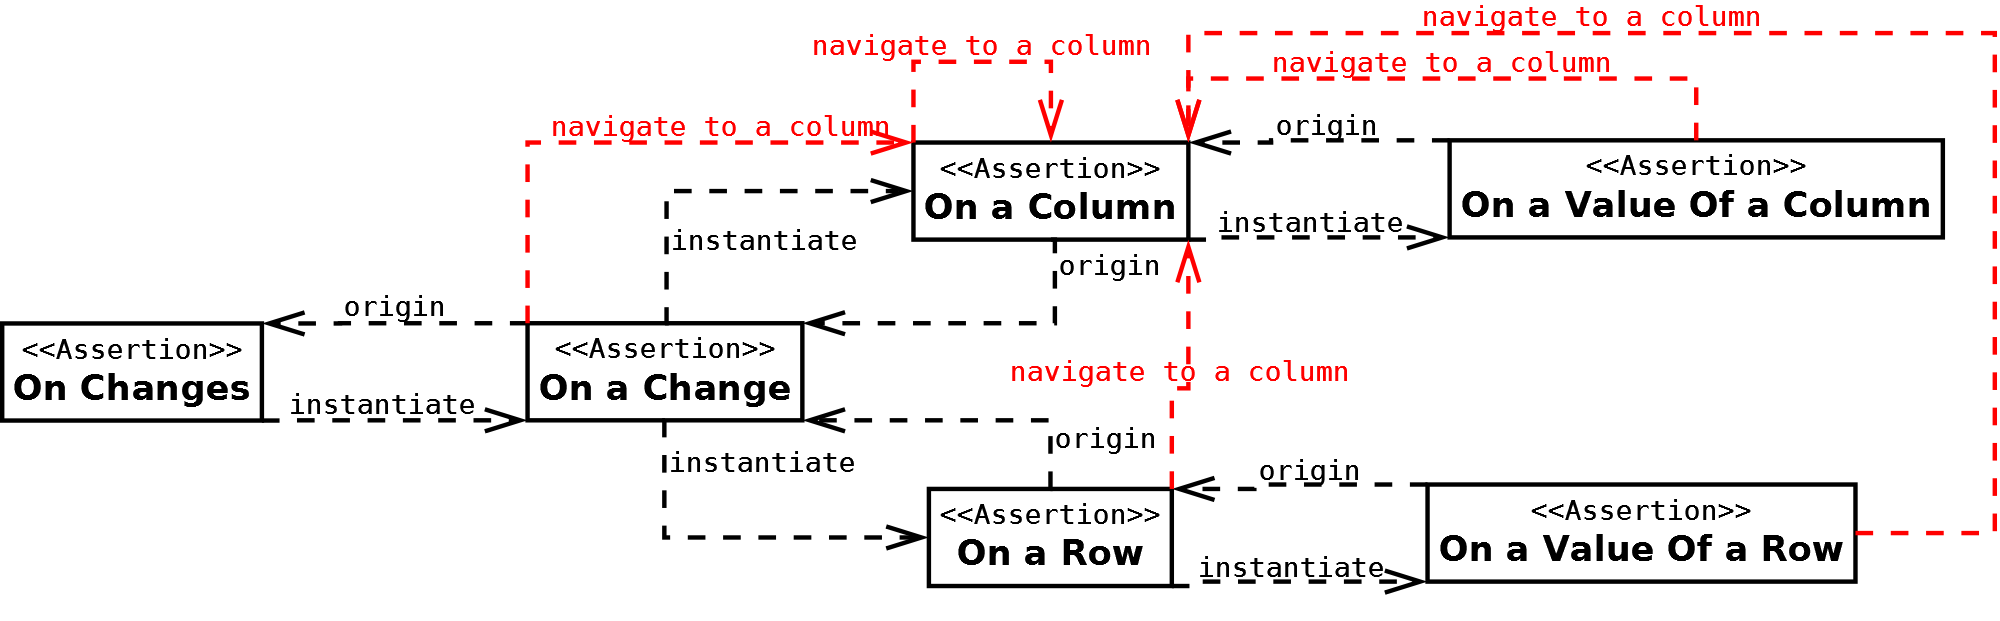 navigate to a column
navigate to a column
navigate to a column
navigate to a column
origin
<<Assertion>>
On a Column
<<Assertion>>
On a Value Of a Column
instantiate
instantiate
origin
origin
<<Assertion>>
On Changes
<<Assertion>>
On a Change
navigate to a column
instantiate
origin
instantiate
origin
<<Assertion>>
On a Row
<<Assertion>>
On a Value Of a Row
instantiate